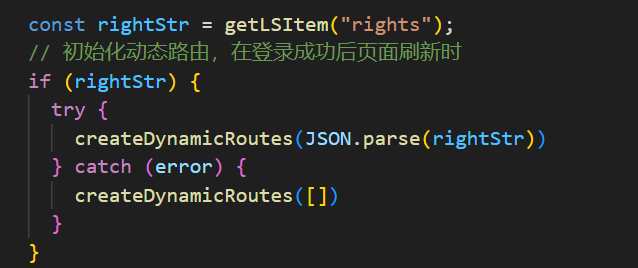 const rightStr = getLSItem("rights");
// 初始化动态路由，在登录成功后页面刷新时
if (rightStr) {
  try {
    createDynamicRoutes(JSON.parse(rightStr))
  } catch (error) {
    createDynamicRoutes([])
  }
}